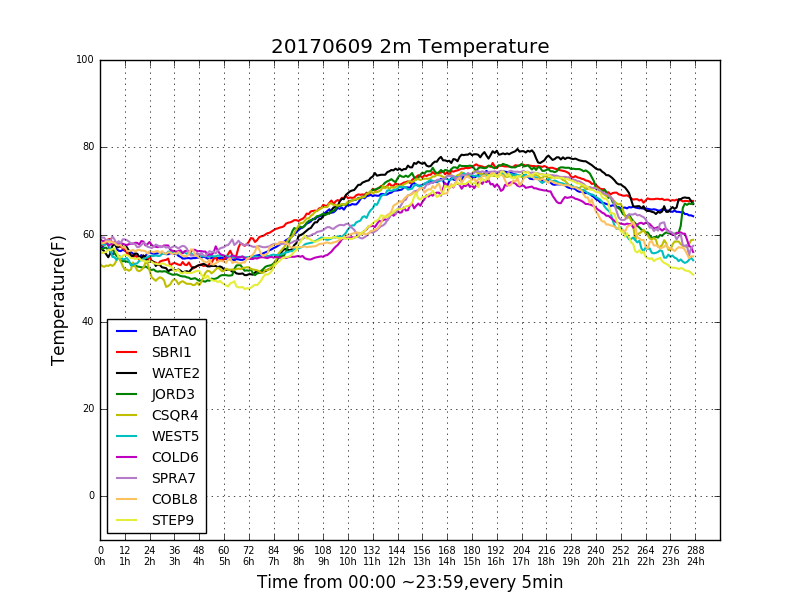 20170609 2m Temperature
100
80
60
40
20
0
Temperature(F)
BATA0
SBRI1
WATE2
JORD3
CSQR4
WEST5
COLD6
SPRA7
COBL8
STEP9
0 12 24 36 48 60 72 84 96 108 120 132 144 156 168 180 192 204 216 228 240 252 264 276 288
0h 1h 2h 3h 4h 5h 6h 7h 8h 9h 10h 11h 12h 13h 14h 15h 16h 17h 18h 19h 20h 21h 22h 23h 24h
Time from 00:00 ~23:59,every 5min